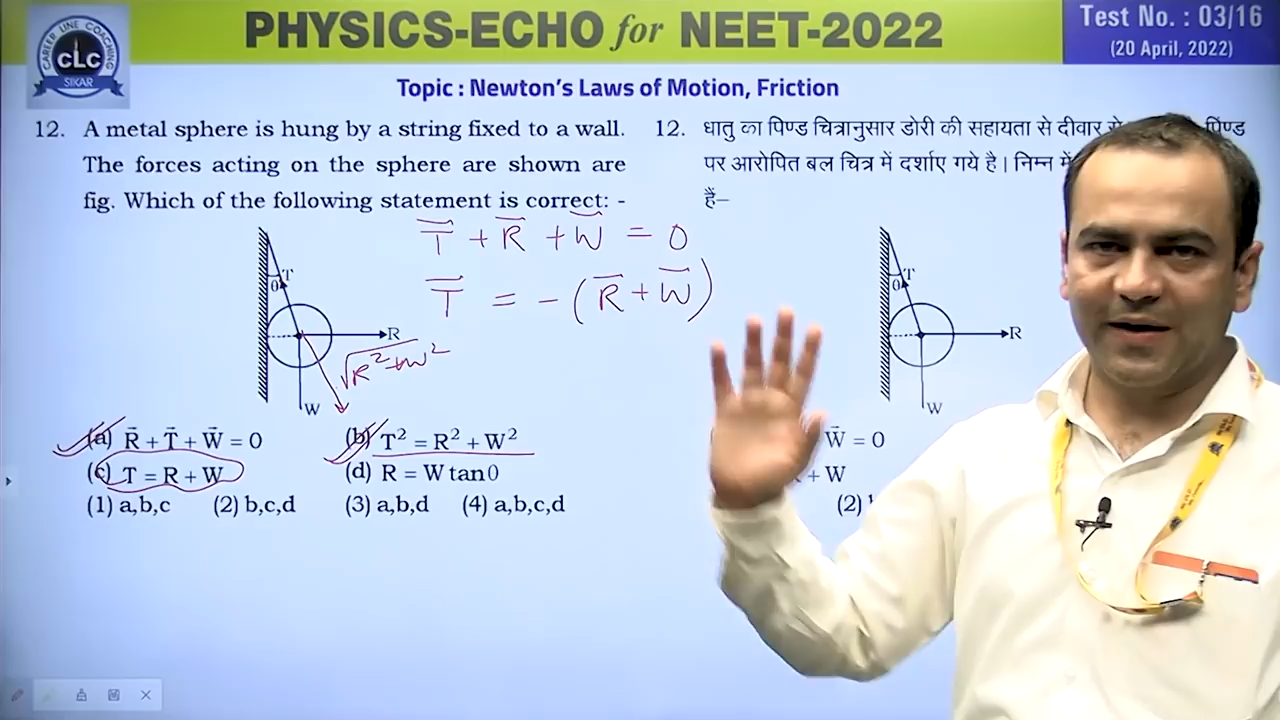 PHYSICS-ECHO for NEET-2022
Test No. : 03/16
(20 April, 2022)
CAREER LINE COACHING
CLC
SIKAR
Topic : Newton's Laws of Motion, Friction
12. A metal sphere is hung by a string fixed to a wall.
The forces acting on the sphere are shown are
fig. Which of the following statement is correct: -
T⃗ + R⃗ + W⃗ = 0
T⃗ = - (R⃗ + W⃗)
T
θ
R
√R²+W²
W
(a) R⃗ + T⃗ + W⃗ = 0 (b) T² = R² + W²
(c) T = R + W (d) R = W tanθ
(1) a,b,c (2) b,c,d (3) a,b,d (4) a,b,c,d
12. धातु का पिण्ड चित्रानुसार डोरी की सहायता से दीवार पिण्ड
पर आरोपित बल चित्र में दर्शाए गये है। निम्न में
हैं–
T
θ
R
W
W⃗ = 0
+ W
(2)